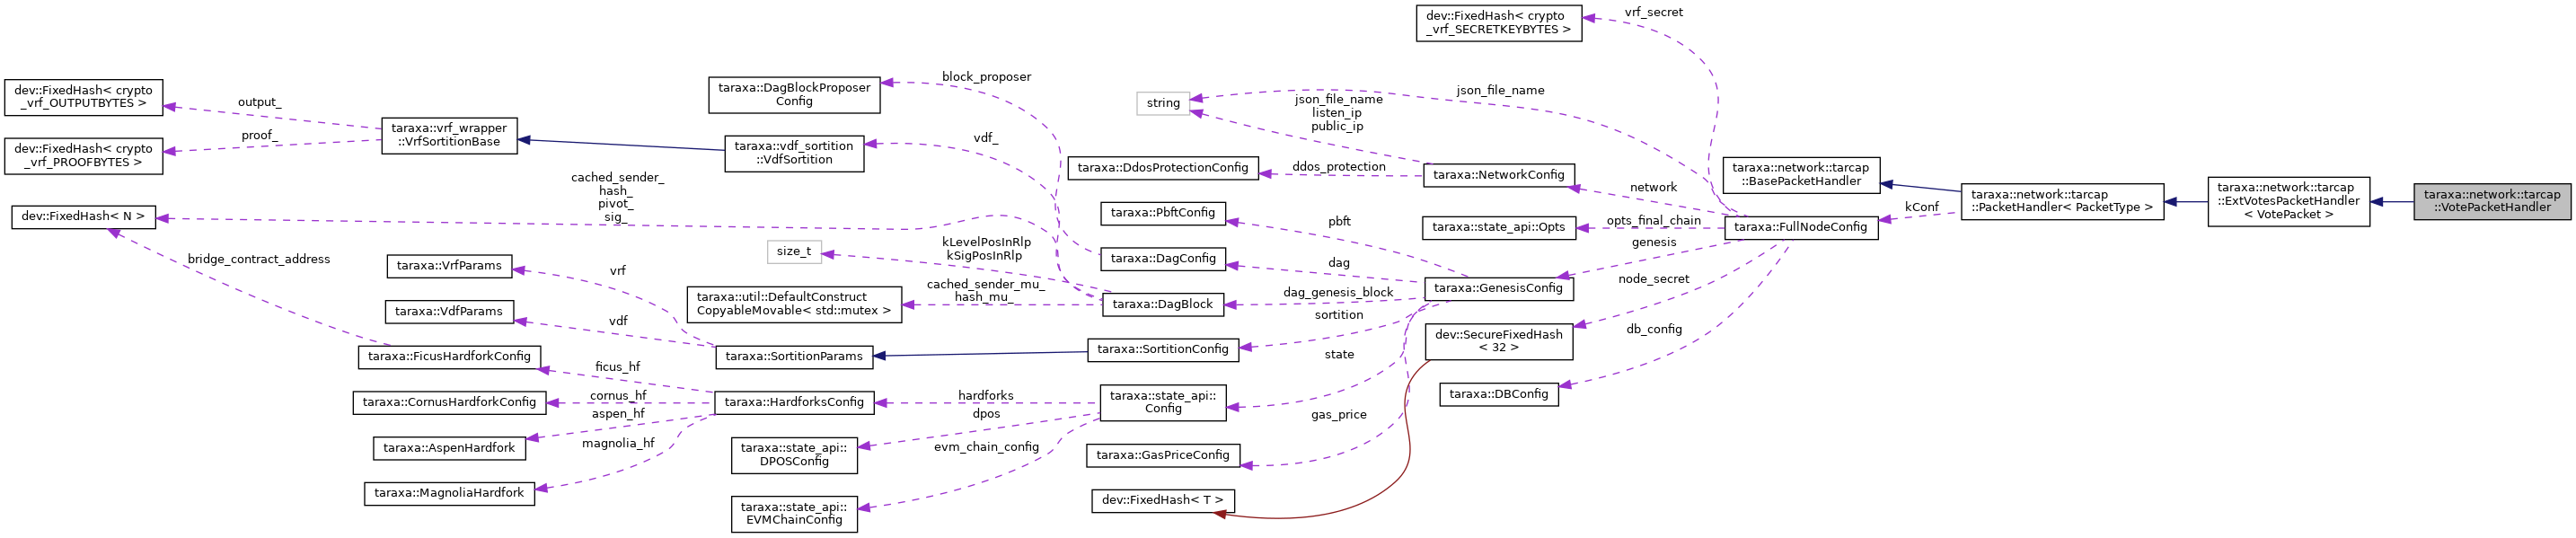 dev::FixedHash< crypto
_vrf_SECRETKEYBYTES >
vrf_secret
dev::FixedHash< crypto
_vrf_OUTPUTBYTES >
output_
dev::FixedHash< crypto
_vrf_PROOFBYTES >
proof_
taraxa::vrf_wrapper
::VrfSortitionBase
taraxa::DagBlockProposer
Config
block_proposer
taraxa::vdf_sortition
::VdfSortition
vdf_
string
json_file_name
json_file_name
listen_ip
public_ip
taraxa::DdosProtectionConfig
ddos_protection
taraxa::NetworkConfig
network
taraxa::network::tarcap
::BasePacketHandler
taraxa::network::tarcap
::PacketHandler< PacketType >
taraxa::network::tarcap
::ExtVotesPacketHandler
< VotePacket >
taraxa::network::tarcap
::VotePacketHandler
kConf
cached_sender_
hash_
pivot_
sig_
dev::FixedHash< N >
bridge_contract_address
taraxa::PbftConfig
pbft
taraxa::state_api::Opts
opts_final_chain
taraxa::FullNodeConfig
genesis
size_t
kLevelPosInRlp
kSigPosInRlp
taraxa::DagConfig
dag
taraxa::VrfParams
vrf
taraxa::VdfParams
vdf
taraxa::util::DefaultConstruct
CopyableMovable< std::mutex >
cached_sender_mu_
hash_mu_
taraxa::DagBlock
dag_genesis_block
taraxa::GenesisConfig
node_secret
sortition
dev::SecureFixedHash
< 32 >
db_config
taraxa::FicusHardforkConfig
taraxa::SortitionParams
taraxa::SortitionConfig
state
ficus_hf
taraxa::CornusHardforkConfig
cornus_hf
taraxa::HardforksConfig
hardforks
taraxa::state_api::
Config
taraxa::DBConfig
aspen_hf
dpos
gas_price
taraxa::AspenHardfork
magnolia_hf
taraxa::state_api::
DPOSConfig
evm_chain_config
taraxa::GasPriceConfig
taraxa::MagnoliaHardfork
taraxa::state_api::
EVMChainConfig
dev::FixedHash< T >